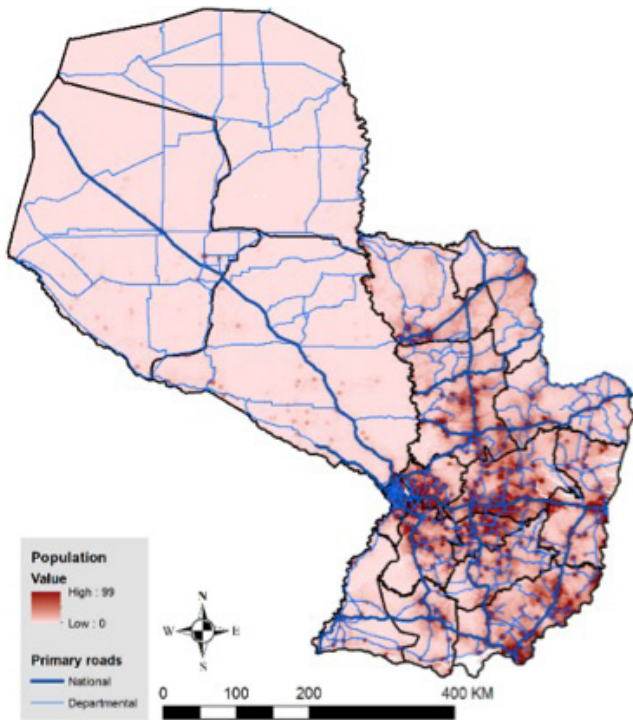 Population
Value
High : 99
Low : 0
Primary roads
National
Departmental
N
W E
S
0 100 200 400 KM